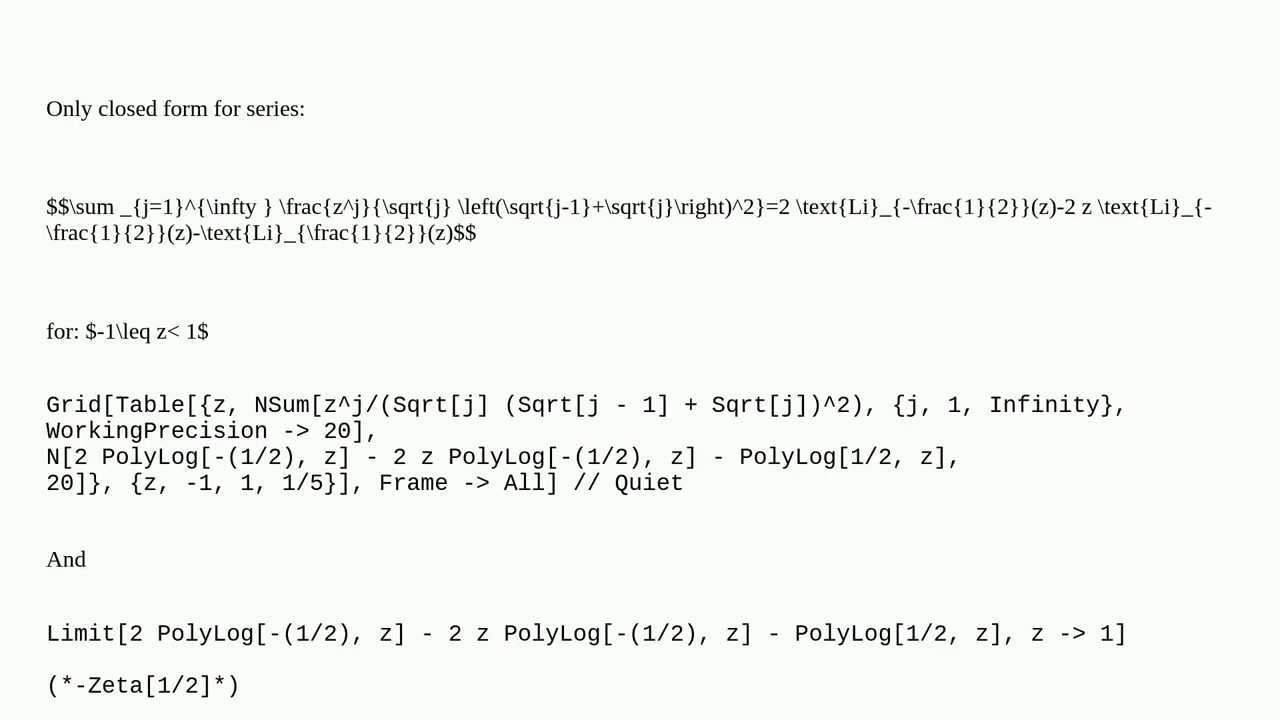 Only closed form for series:
$$\sum _{j=1}^{\infty } \frac{z^j}{\sqrt{j} \left(\sqrt{j-1}+\sqrt{j}\right)^2}=2 \text{Li}_{-\frac{1}{2}}(z)-2 z \text{Li}_{-
\frac{1}{2}}(z)-\text{Li}_{\frac{1}{2}}(z)$$
for: $-1\leq z< 1$
Grid[Table[{z, NSum[z^j/(Sqrt[j] (Sqrt[j - 1] + Sqrt[j])^2), {j, 1, Infinity},
WorkingPrecision -> 20],
N[2 PolyLog[-(1/2), z] - 2 z PolyLog[-(1/2), z] - PolyLog[1/2, z],
20]}, {z, -1, 1, 1/5}], Frame -> All] // Quiet
And
Limit[2 PolyLog[-(1/2), z] - 2 z PolyLog[-(1/2), z] - PolyLog[1/2, z], z -> 1]
(*-Zeta[1/2]*)